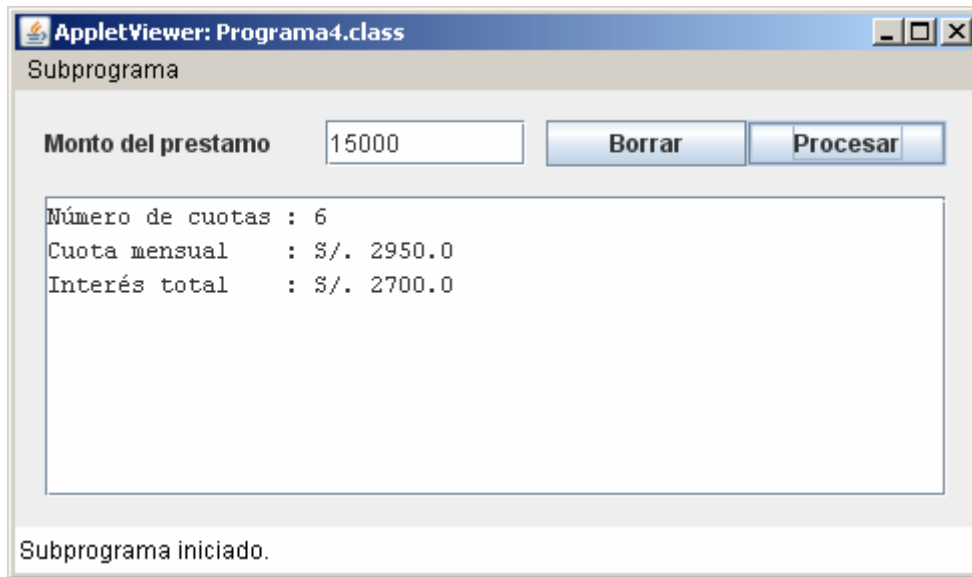 AppletViewer: Programa4.class
Subprograma
Monto del prestamo 15000 Borrar Procesar
Número de cuotas : 6
Cuota mensual    : S/. 2950.0
Interés total    : S/. 2700.0
Subprograma iniciado.